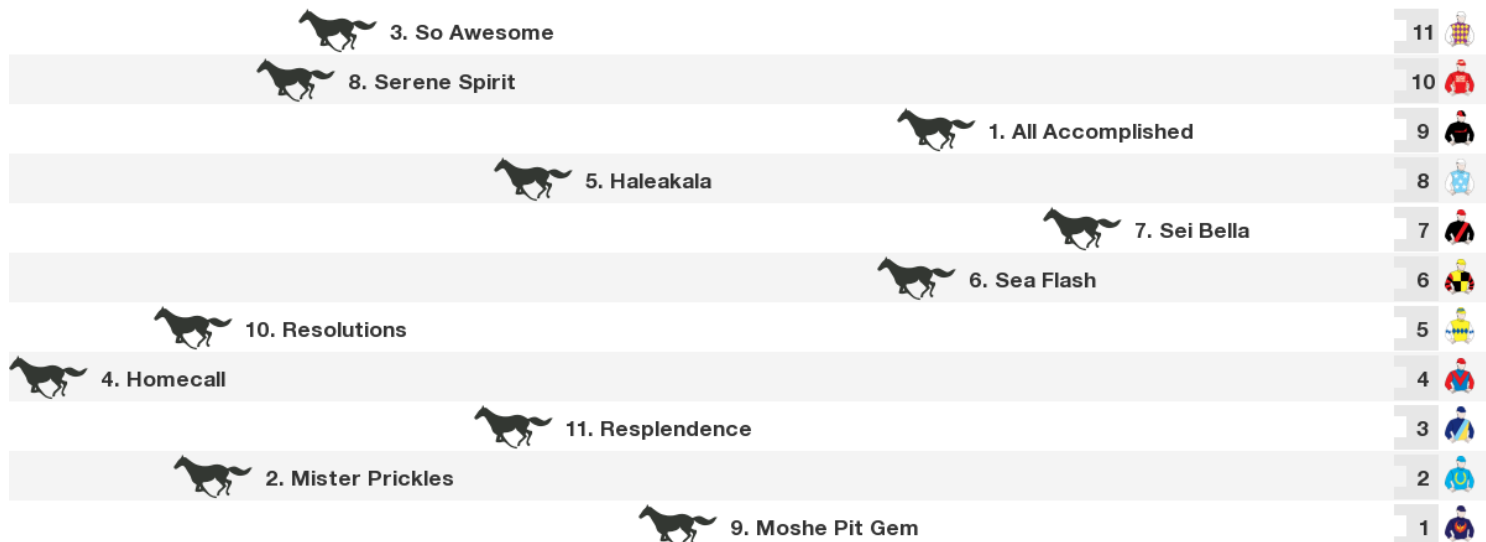 3. So Awesome 11
8. Serene Spirit 10
1. All Accomplished 9
5. Haleakala 8
7. Sei Bella 7
6. Sea Flash 6
10. Resolutions 5
4. Homecall 4
11. Resplendence 3
2. Mister Prickles 2
9. Moshe Pit Gem 1